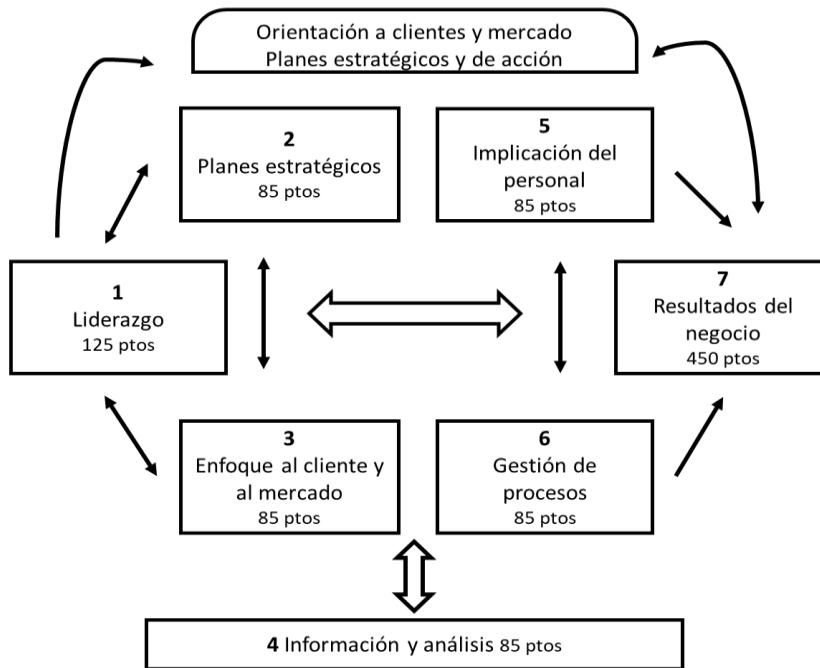 Orientación a clientes y mercado
Planes estratégicos y de acción
2
Planes estratégicos
85 ptos
5
Implicación del
personal
85 ptos
1
Liderazgo
125 ptos
7
Resultados del
negocio
450 ptos
3
Enfoque al cliente y
al mercado
85 ptos
6
Gestión de
procesos
85 ptos
4 Información y análisis 85 ptos